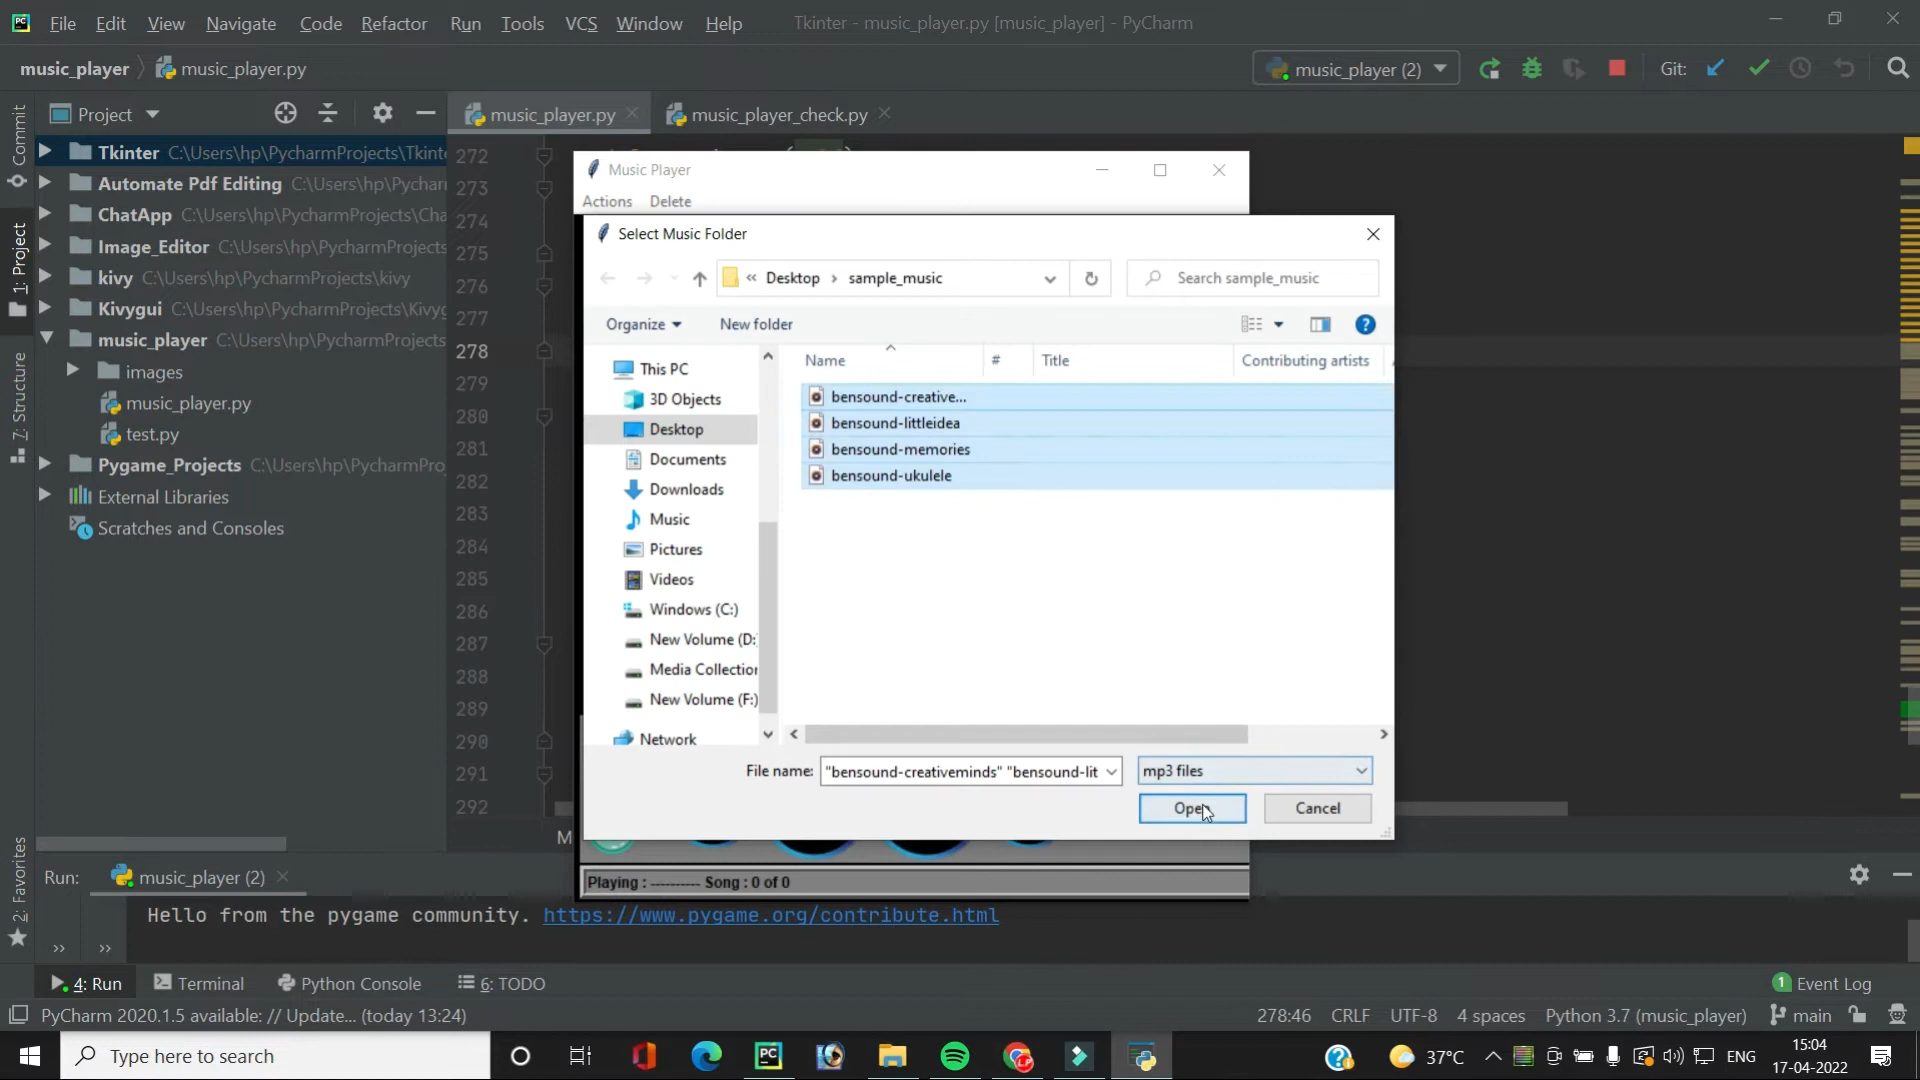 File Edit View Navigate Code Refactor Run Tools VCS Window Help Tkinter - music_player.py [music_player] - PyCharm
music_player music_player.py music_player (2) Git:
Project music_player.py music_player_check.py
Commit
1: Project
7: Structure
2: Favorites
Tkinter C:\Users\hp\PycharmProjects\Tkint
Automate Pdf Editing C:\Users\hp\Pychar
ChatApp C:\Users\hp\PycharmProjects\Cha
Image_Editor C:\Users\hp\PycharmProjects
kivy C:\Users\hp\PycharmProjects\kivy
Kivygui C:\Users\hp\PycharmProjects\Kivyg
music_player C:\Users\hp\PycharmProjects
images
music_player.py
test.py
Pygame_Projects C:\Users\hp\PycharmPro
External Libraries
Scratches and Consoles
272
273
274
275
276
277
278
279
280
281
282
283
284
285
286
287
288
289
290
291
292
Music Player
Actions Delete
Select Music Folder
« Desktop › sample_music Search sample_music
Organize New folder
Name # Title Contributing artists
This PC
3D Objects
Desktop
Documents
Downloads
Music
Pictures
Videos
Windows (C:)
New Volume (D:
Media Collection
New Volume (F:)
Network
bensound-creative...
bensound-littleidea
bensound-memories
bensound-ukulele
File name: "bensound-creativeminds" "bensound-lit mp3 files
Open Cancel
M
Playing : ---------- Song : 0 of 0
Run: music_player (2)
Hello from the pygame community. https://www.pygame.org/contribute.html
4: Run Terminal Python Console 6: TODO 1 Event Log
PyCharm 2020.1.5 available: // Update... (today 13:24) 278:46 CRLF UTF-8 4 spaces Python 3.7 (music_player) main
Type here to search 37°C ENG 15:04
17-04-2022